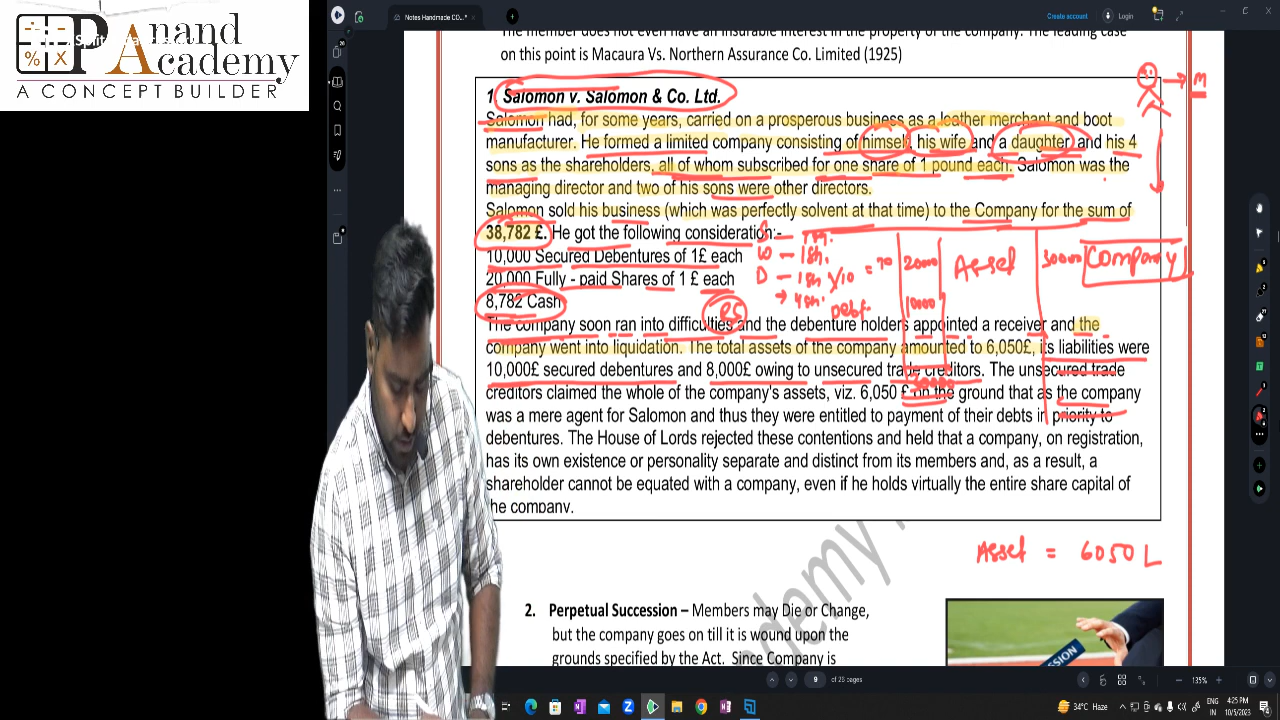 Anand
Academy
A CONCEPT BUILDER
Notes Handmade CO...*
Create account
Login
The member does not even have an insurable interest in the property of the company. The leading case
on this point is Macaura Vs. Northern Assurance Co. Limited (1925)
1. Salomon v. Salomon & Co. Ltd.
Salomon had, for some years, carried on a prosperous business as a leather merchant and boot
manufacturer. He formed a limited company consisting of himself, his wife and a daughter, and his 4
sons as the shareholders, all of whom subscribed for one share of 1 pound each. Salomon was the
managing director and two of his sons were other directors.
Salomon sold his business (which was perfectly solvent at that time) to the Company for the sum of
38,782 £. He got the following consideration:-
10,000 Secured Debentures of 1£ each
20,000 Fully - paid Shares of 1 £ each
8,782 Cash
The company soon ran into difficulties and the debenture holders appointed a receiver and the
company went into liquidation. The total assets of the company amounted to 6,050£, its liabilities were
10,000£ secured debentures and 8,000£ owing to unsecured trade creditors. The unsecured trade
creditors claimed the whole of the company's assets, viz. 6,050 £ on the ground that as the company
was a mere agent for Salomon and thus they were entitled to payment of their debts in priority to
debentures. The House of Lords rejected these contentions and held that a company, on registration,
has its own existence or personality separate and distinct from its members and, as a result, a
shareholder cannot be equated with a company, even if he holds virtually the entire share capital of
the company.
Asset
Company
Debt.
Asset = 6050 L
2. Perpetual Succession – Members may Die or Change,
but the company goes on till it is wound upon the
grounds specified by the Act. Since Company is
9 of 26 pages
135%
34°C Haze
ENG
IN
4:25 PM
10/5/2023